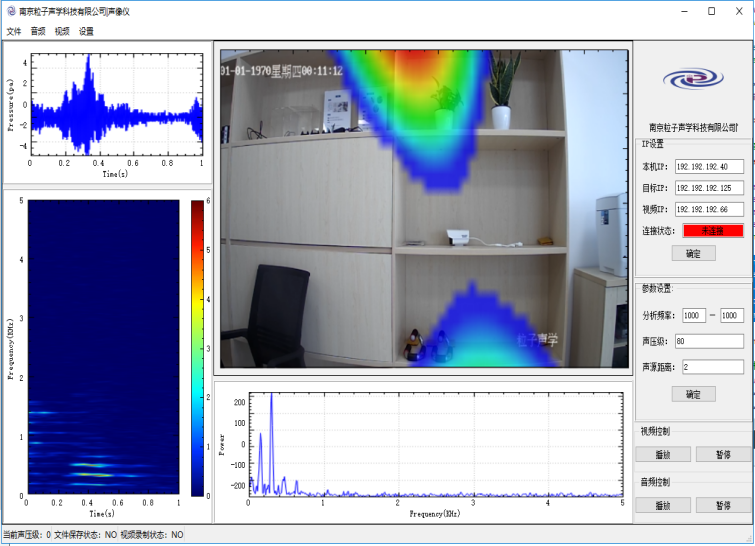 南京粒子声学科技有限公司|声像仪
文件 音频 视频 设置
Pressure(pa)
4
2
0
-2
-4
0 0.2 0.4 0.6 0.8 1
Time(s)
Frequency(KHz)
5
4
3
2
1
0
0 0.2 0.4 0.6 0.8 1
Time(s)
6
5
4
3
2
1
0
01-01-1970 星期四 00:11:12
粒子声学
Power
200
100
0
-100
-200
0 1 2 3 4 5
Frequency(KHz)
南京粒子声学科技有限公司
IP设置
本机IP: 192.192.192.40
目标IP: 192.192.192.125
视频IP: 192.192.192.66
连接状态: 未连接
确定
参数设置:
分析频率: 1000 — 1000
声压级: 80
声源距离: 2
确定
视频控制
播放 暂停
音频控制
播放 暂停
当前声压级: 0 文件保存状态: NO 视频录制状态: NO